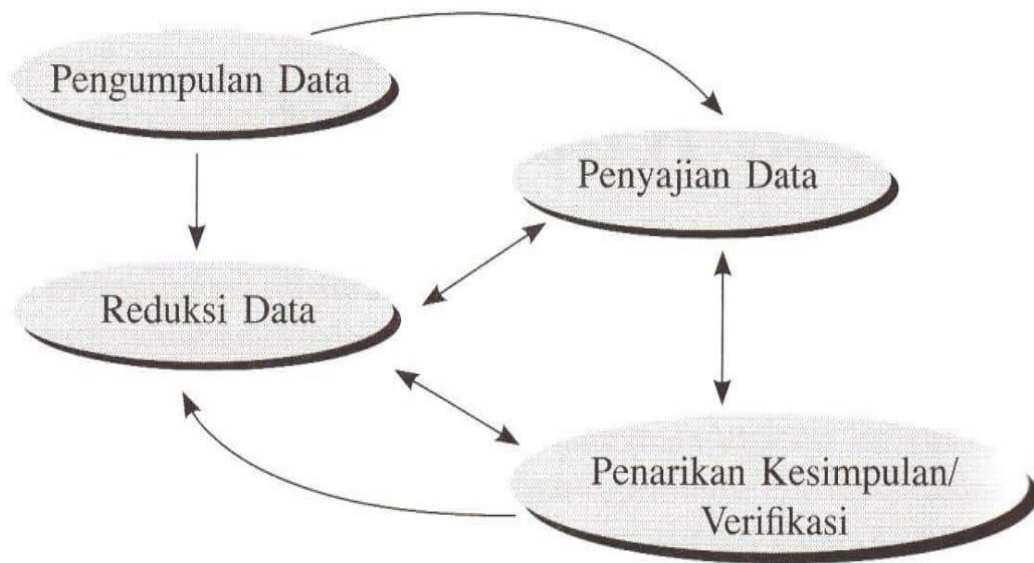 Pengumpulan Data
Penyajian Data
Reduksi Data
Penarikan Kesimpulan/
Verifikasi